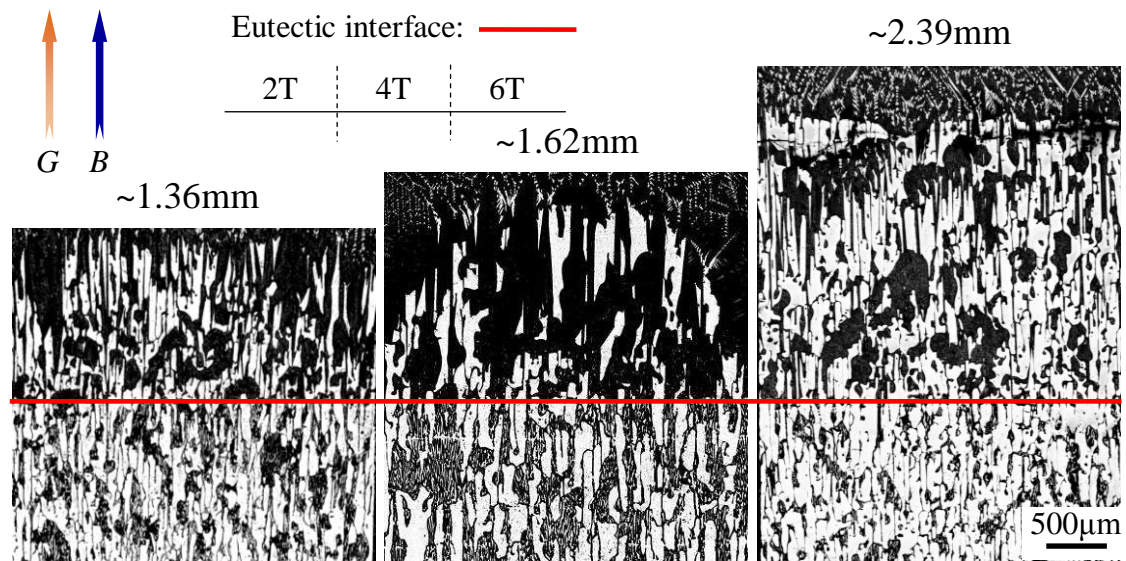 Eutectic interface:
~2.39mm
2T 4T 6T
~1.62mm
G B
~1.36mm
500μm